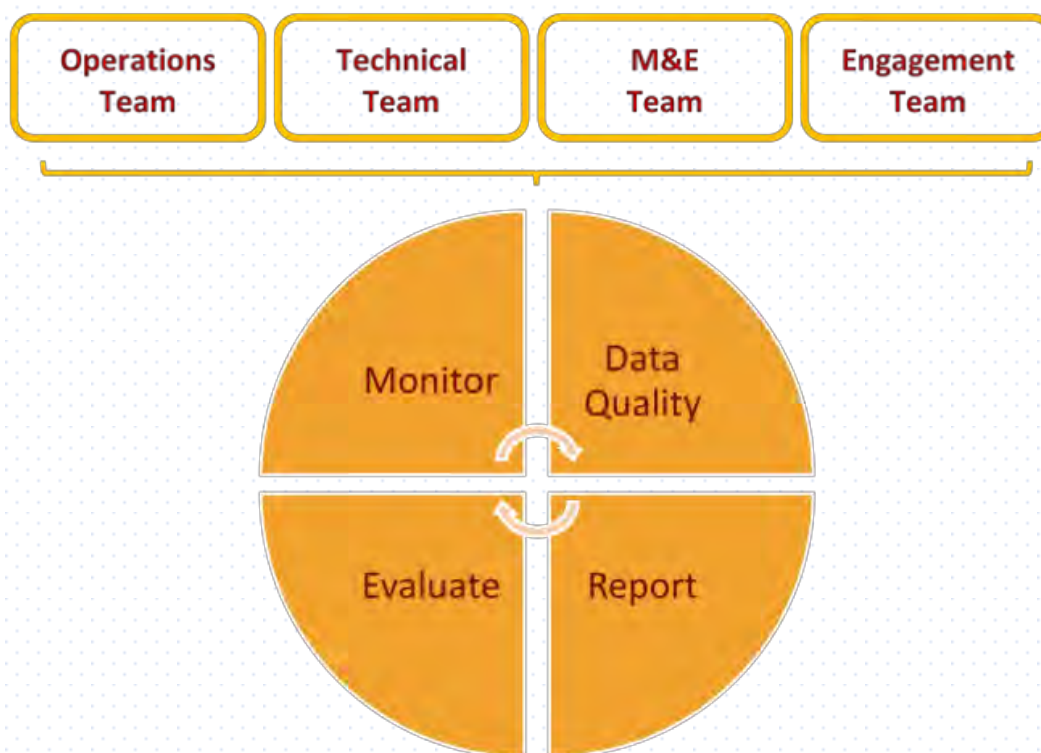 Operations
Team
Technical
Team
M&E
Team
Engagement
Team
Monitor
Data
Quality
Evaluate
Report